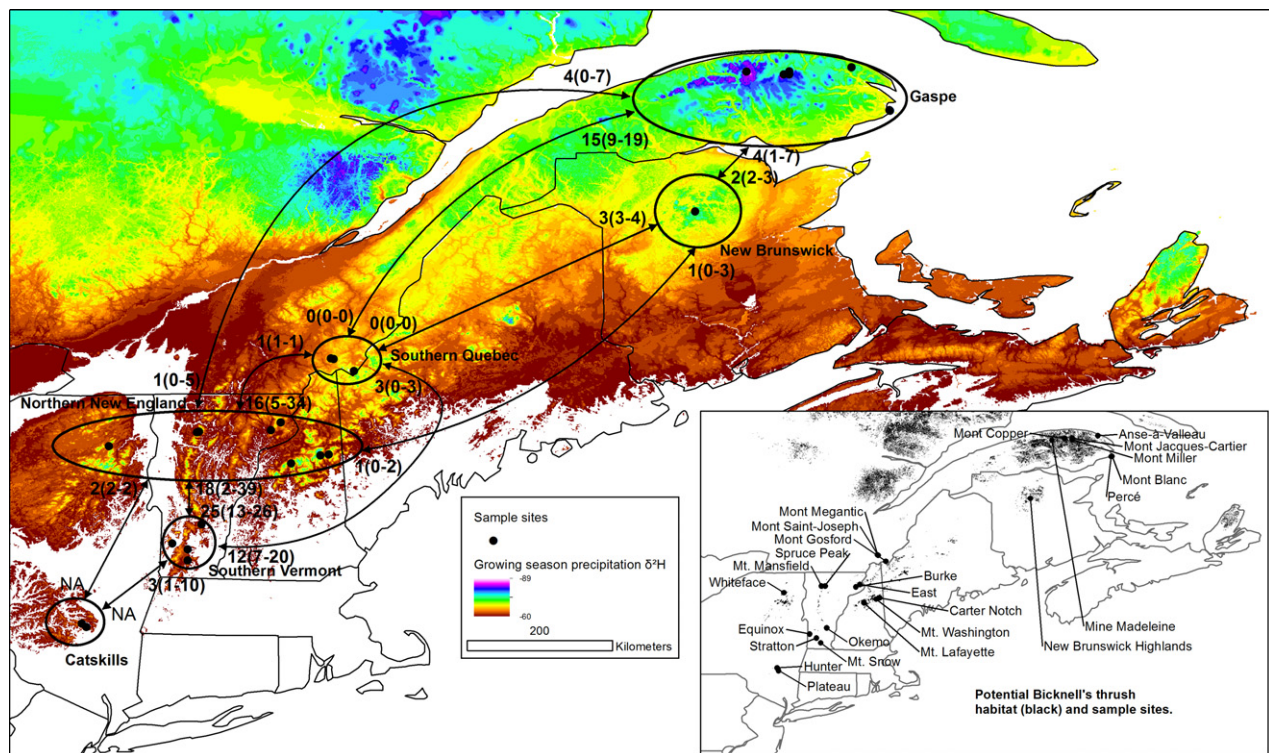 4(0-7)
Gaspe
15(9-19)
4(1-7)
2(2-3)
3(3-4)
New Brunswick
1(0-3)
0(0-0)
0(0-0)
1(1-1)
Southern Quebec
3(0-3)
1(0-5)
Northern New England
16(5-34)
1(0-2)
2(2-2)
18(2-39)
25(13-26)
12(7-20)
Southern Vermont
3(1-10)
NA
NA
Catskills
Sample sites
Growing season precipitation δ²H
-89
-60
200
Kilometers
Mont Copper
Anse-à-Valleau
Mont Jacques-Cartier
Mont Miller
Mont Blanc
Percé
Mont Megantic
Mont Saint-Joseph
Mont Gosford
Spruce Peak
Mt. Mansfield
Whiteface
Burke
East
Carter Notch
Mt. Washington
Mt. Lafayette
Mine Madeleine
New Brunswick Highlands
Equinox
Stratton
Okemo
Mt. Snow
Hunter
Plateau
Potential Bicknell's thrush
habitat (black) and sample sites.